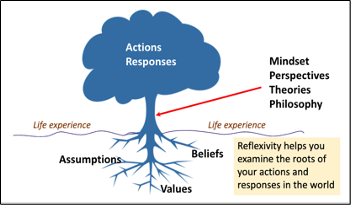 Actions
Responses
Mindset
Perspectives
Theories
Philosophy
Life experience
Life experience
Assumptions
Beliefs
Values
Reflexivity helps you
examine the roots of
your actions and
responses in the world